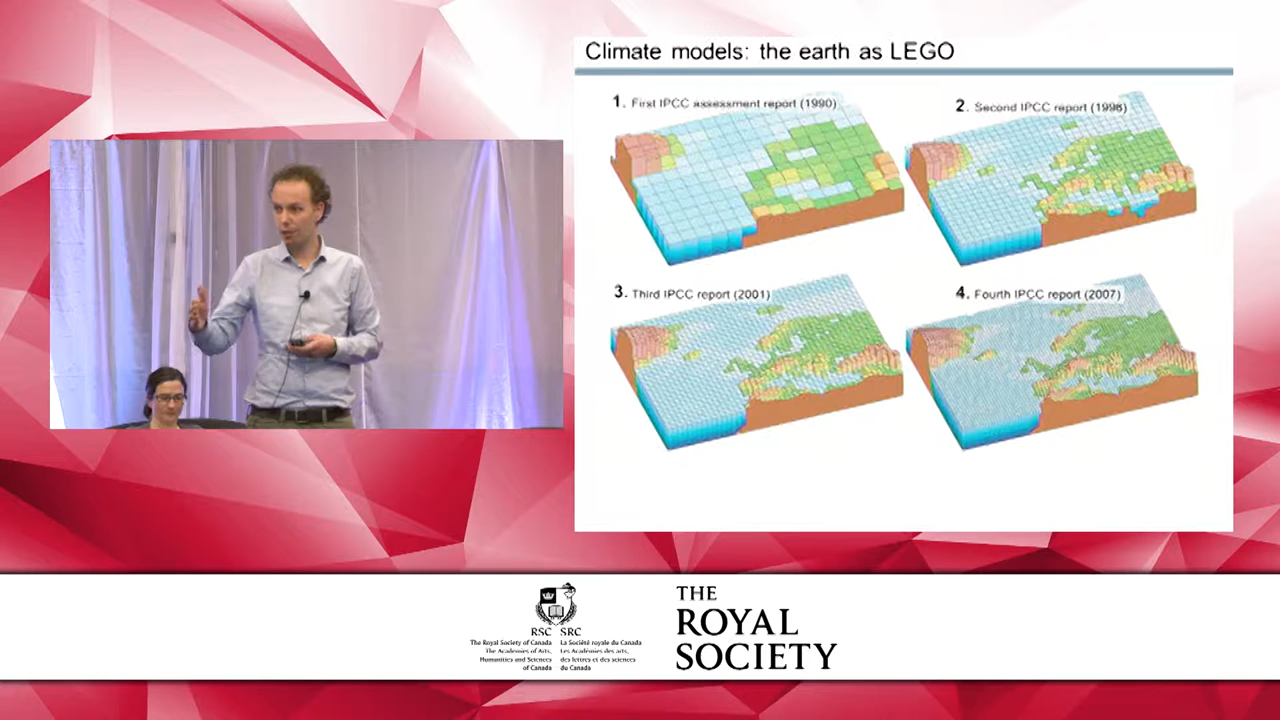 Climate models: the earth as LEGO
1. First IPCC assessment report (1990)
2. Second IPCC report (1996)
3. Third IPCC report (2001)
4. Fourth IPCC report (2007)
RSC SRC
The Royal Society of Canada
The Academies of Arts,
Humanities and Sciences
of Canada
La Société royale du Canada
Les Académies des arts,
des lettres et des sciences
du Canada
THE
ROYAL
SOCIETY